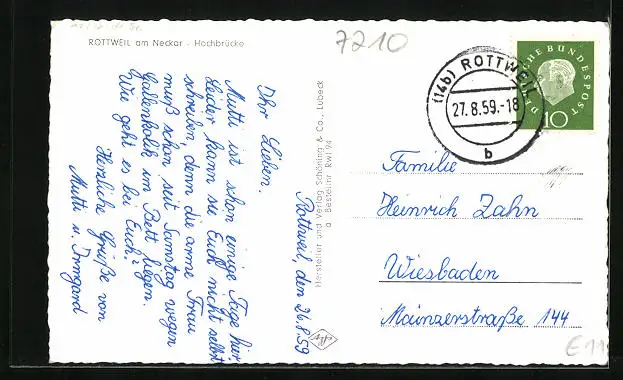 ROTTWEIL am Neckar - Hochbrücke
7210
Rottweil, den 26.8.59
Ihr Lieben.
Mutti ist schon einige Tage hier.
Leider kann sie Euch nicht selbst
schreiben, denn die arme Frau
muß schon seit Samstag wegen
Gallenkolik im Bett liegen.
Wie geht es bei Euch?
Herzliche Grüße von
Mutti u. Irmgard
Hersteller und Verlag Schöning & Co., Lübeck
Bestellnr Rwl 94
(14b) ROTTWEIL
27.8.59.-18
b
DEUTSCHE BUNDESPOST
10
Familie
Heinrich Zahn
Wiesbaden
Mainzerstraße 144